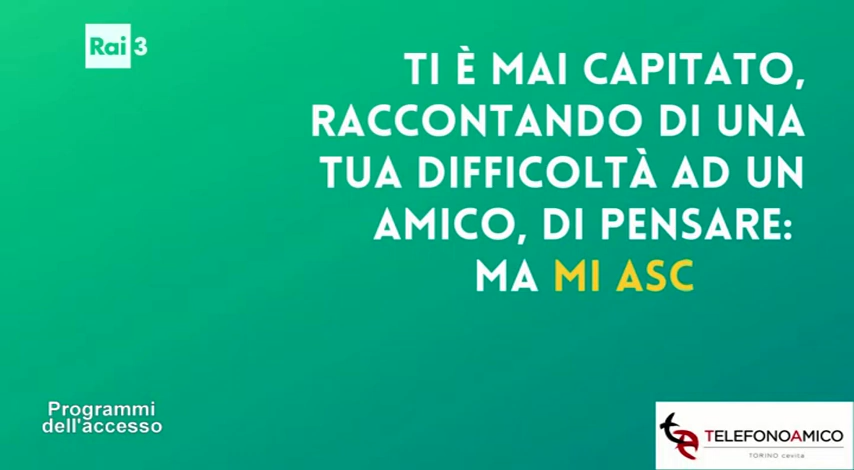 Rai 3
TI È MAI CAPITATO,
RACCONTANDO DI UNA
TUA DIFFICOLTÀ AD UN
AMICO, DI PENSARE:
MA MI ASC
Programmi
dell'accesso
TELEFONOAMICO
TORINO cevita